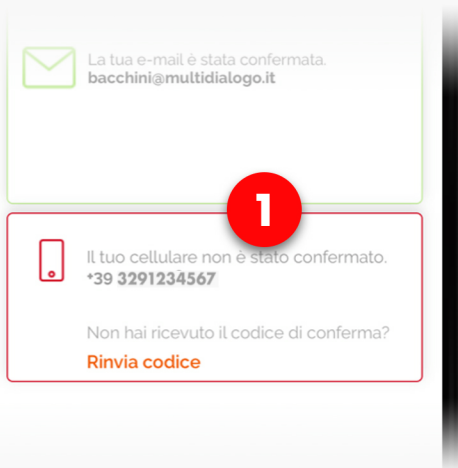 La tua e-mail è stata confermata.
bacchini@multidialogo.it
1
Il tuo cellulare non è stato confermato.
+39 3291234567
Non hai ricevuto il codice di conferma?
Rinvia codice